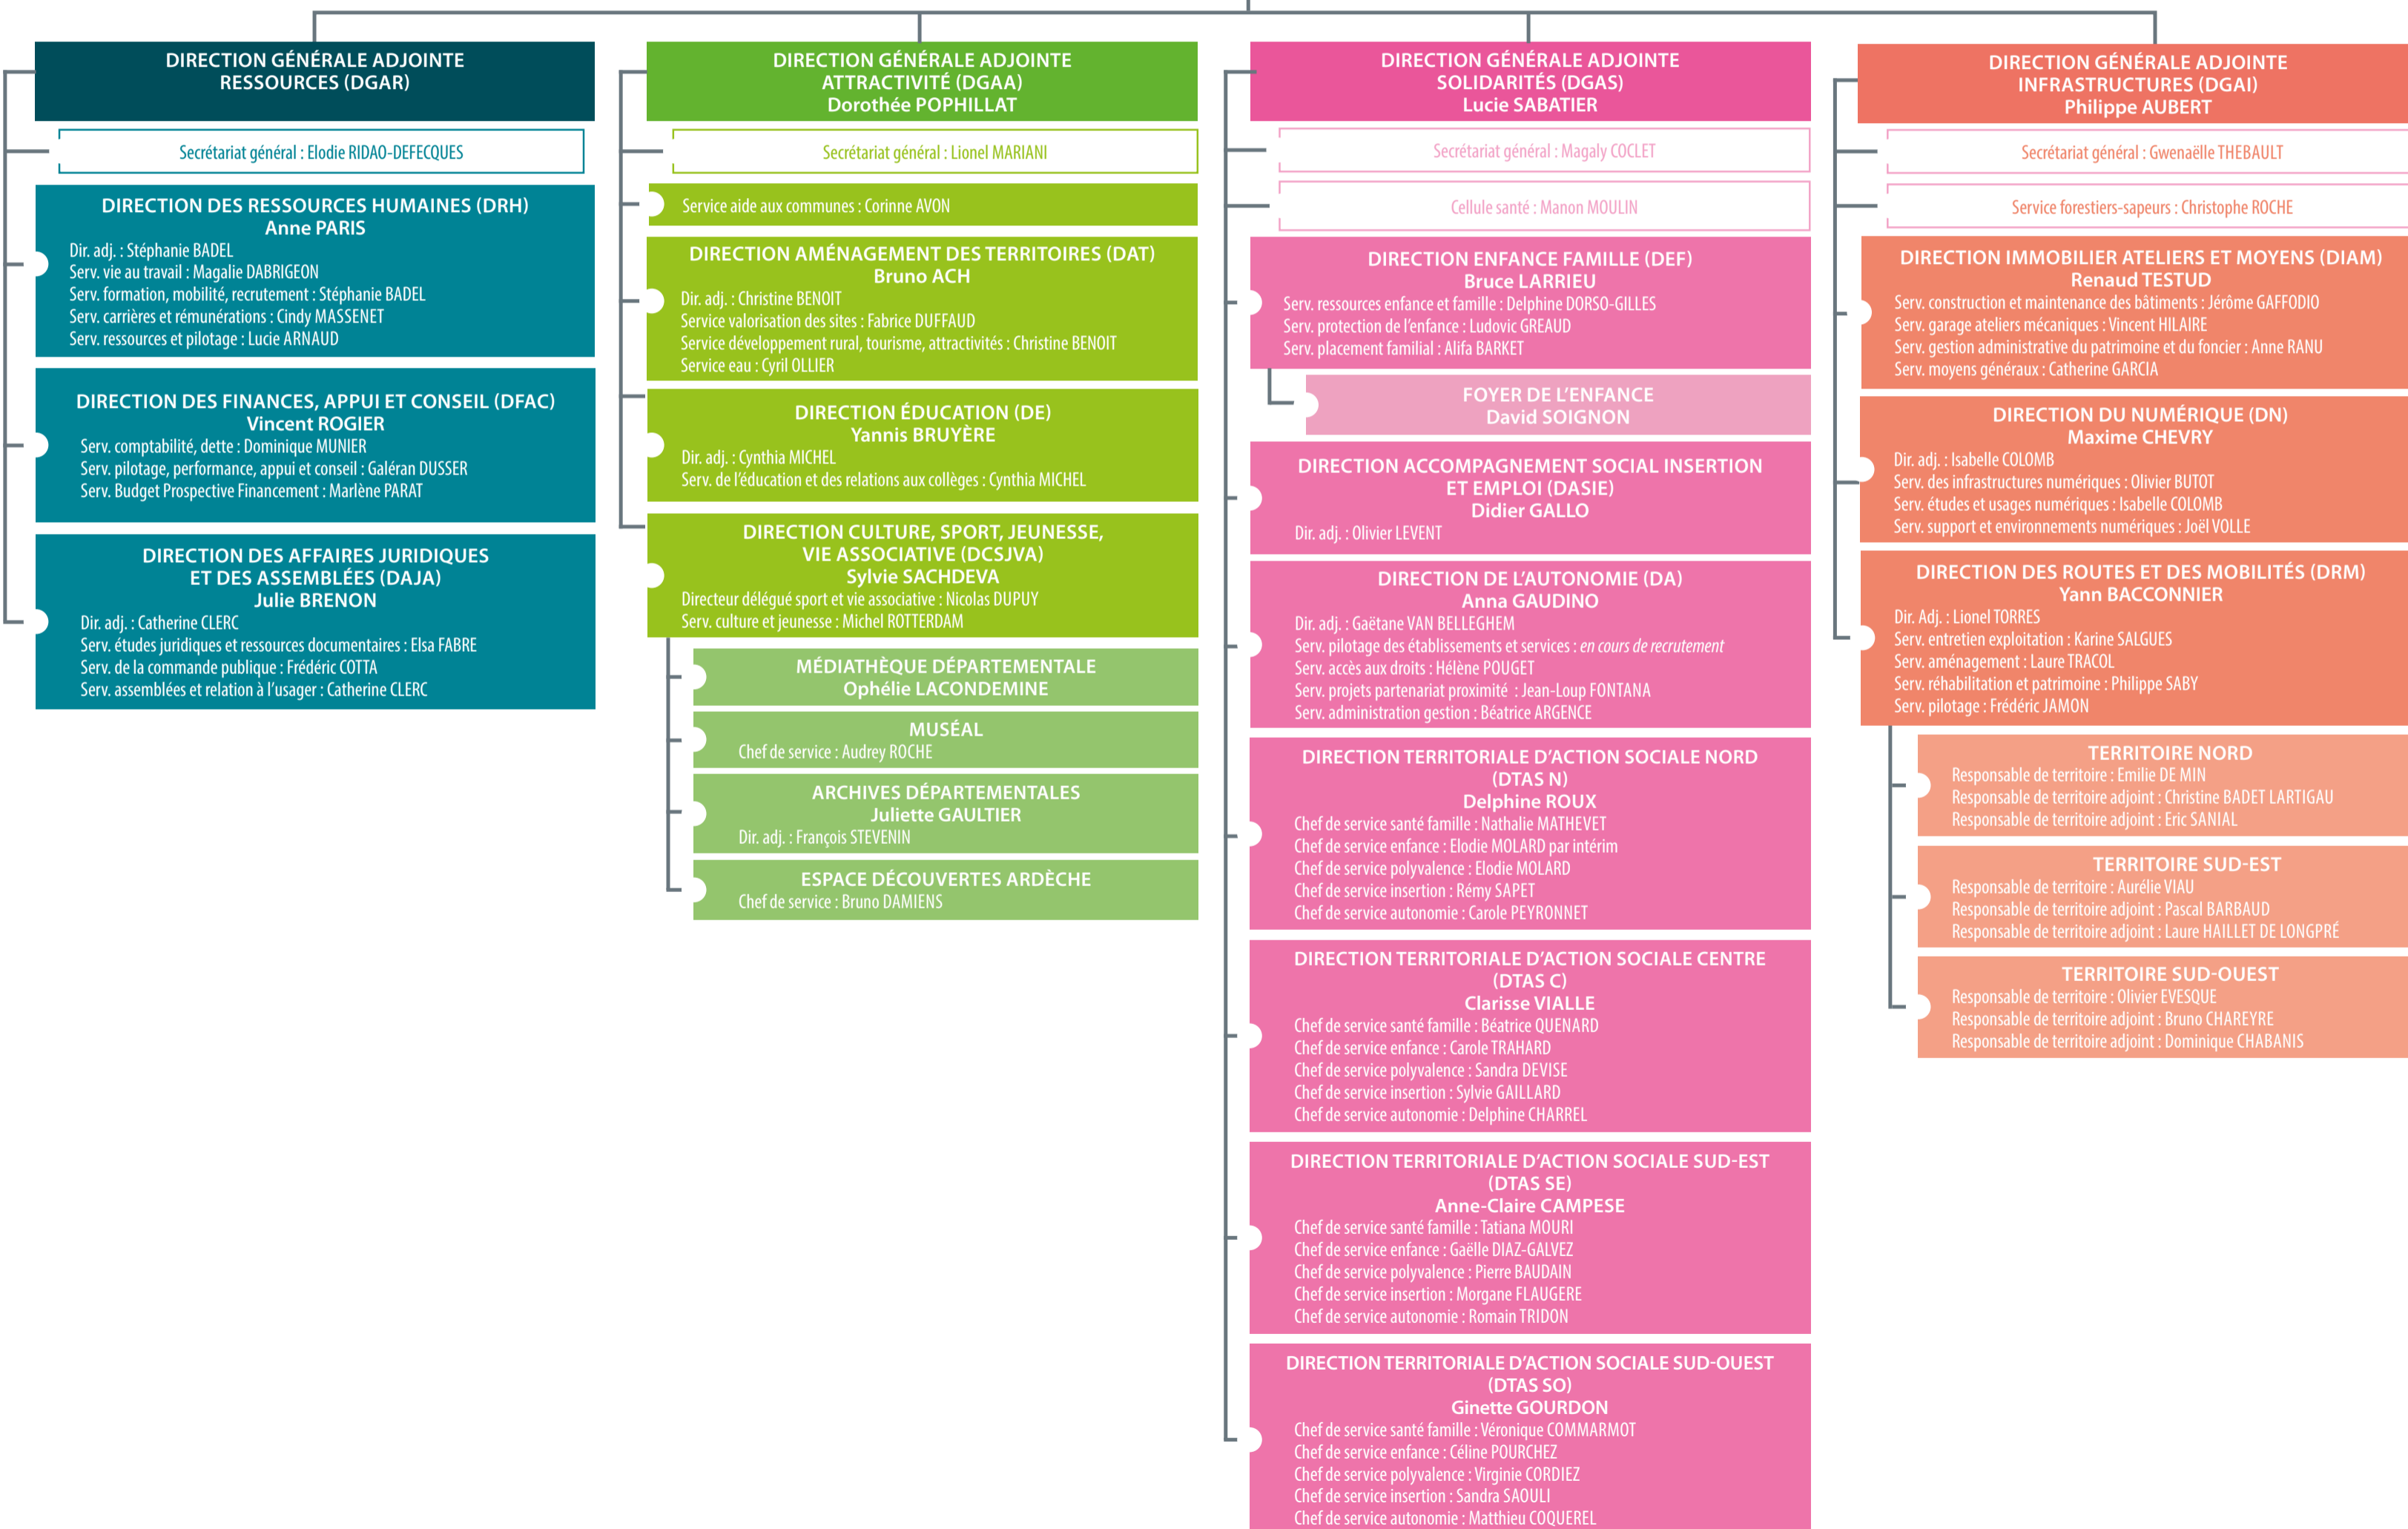 DIRECTION GÉNÉRALE ADJOINTE
RESSOURCES (DGAR)
Secrétariat général : Elodie RIDAO-DEFECQUES
DIRECTION DES RESSOURCES HUMAINES (DRH)
Anne PARIS
Dir. adj. : Stéphanie BADEL
Serv. vie au travail : Magalie DABRIGEON
Serv. formation, mobilité, recrutement : Stéphanie BADEL
Serv. carrières et rémunérations : Cindy MASSENET
Serv. ressources et pilotage : Lucie ARNAUD
DIRECTION DES FINANCES, APPUI ET CONSEIL (DFAC)
Vincent ROGIER
Serv. comptabilité, dette : Dominique MUNIER
Serv. pilotage, performance, appui et conseil : Galéran DUSSER
Serv. Budget Prospective Financement : Marlène PARAT
DIRECTION DES AFFAIRES JURIDIQUES
ET DES ASSEMBLÉES (DAJA)
Julie BRENON
Dir. adj. : Catherine CLERC
Serv. études juridiques et ressources documentaires : Elsa FABRE
Serv. de la commande publique : Frédéric COTTA
Serv. assemblées et relation à l'usager : Catherine CLERC
DIRECTION GÉNÉRALE ADJOINTE
ATTRACTIVITÉ (DGAA)
Dorothée POPHILLAT
Secrétariat général : Lionel MARIANI
Service aide aux communes : Corinne AVON
DIRECTION AMÉNAGEMENT DES TERRITOIRES (DAT)
Bruno ACH
Dir. adj. : Christine BENOIT
Service valorisation des sites : Fabrice DUFFAUD
Service développement rural, tourisme, attractivités : Christine BENOIT
Service eau : Cyril OLLIER
DIRECTION ÉDUCATION (DE)
Yannis BRUYÈRE
Dir. adj. : Cynthia MICHEL
Serv. de l'éducation et des relations aux collèges : Cynthia MICHEL
DIRECTION CULTURE, SPORT, JEUNESSE,
VIE ASSOCIATIVE (DCSJVA)
Sylvie SACHDEVA
Directeur délégué sport et vie associative : Nicolas DUPUY
Serv. culture et jeunesse : Michel ROTTERDAM
MÉDIATHÈQUE DÉPARTEMENTALE
Ophélie LACONDEMINE
MUSÉAL
Chef de service : Audrey ROCHE
ARCHIVES DÉPARTEMENTALES
Juliette GAULTIER
Dir. adj. : François STEVENIN
ESPACE DÉCOUVERTES ARDÈCHE
Chef de service : Bruno DAMIENS
DIRECTION GÉNÉRALE ADJOINTE
SOLIDARITÉS (DGAS)
Lucie SABATIER
Secrétariat général : Magaly COCLET
Cellule santé : Manon MOULIN
DIRECTION ENFANCE FAMILLE (DEF)
Bruce LARRIEU
Serv. ressources enfance et famille : Delphine DORSO-GILLES
Serv. protection de l'enfance : Ludovic GREAUD
Serv. placement familial : Alifa BARKET
FOYER DE L'ENFANCE
David SOIGNON
DIRECTION ACCOMPAGNEMENT SOCIAL INSERTION
ET EMPLOI (DASIE)
Didier GALLO
Dir. adj. : Olivier LEVENT
DIRECTION DE L'AUTONOMIE (DA)
Anna GAUDINO
Dir. adj. : Gaëtane VAN BELLEGHEM
Serv. pilotage des établissements et services : en cours de recrutement
Serv. accès aux droits : Hélène POUGET
Serv. projets partenariat proximité : Jean-Loup FONTANA
Serv. administration gestion : Béatrice ARGENCE
DIRECTION TERRITORIALE D'ACTION SOCIALE NORD
(DTAS N)
Delphine ROUX
Chef de service santé famille : Nathalie MATHEVET
Chef de service enfance : Elodie MOLARD par intérim
Chef de service polyvalence : Elodie MOLARD
Chef de service insertion : Rémy SAPET
Chef de service autonomie : Carole PEYRONNET
DIRECTION TERRITORIALE D'ACTION SOCIALE CENTRE
(DTAS C)
Clarisse VIALLE
Chef de service santé famille : Béatrice QUENARD
Chef de service enfance : Carole TRAHARD
Chef de service polyvalence : Sandra DEVISE
Chef de service insertion : Sylvie GAILLARD
Chef de service autonomie : Delphine CHARREL
DIRECTION TERRITORIALE D'ACTION SOCIALE SUD-EST
(DTAS SE)
Anne-Claire CAMPESE
Chef de service santé famille : Tatiana MOURI
Chef de service enfance : Gaëlle DIAZ-GALVEZ
Chef de service polyvalence : Pierre BAUDAIN
Chef de service insertion : Morgane FLAUGERE
Chef de service autonomie : Romain TRIDON
DIRECTION TERRITORIALE D'ACTION SOCIALE SUD-OUEST
(DTAS SO)
Ginette GOURDON
Chef de service santé famille : Véronique COMMARMOT
Chef de service enfance : Céline POURCHEZ
Chef de service polyvalence : Virginie CORDIEZ
Chef de service insertion : Sandra SAOULI
Chef de service autonomie : Matthieu COQUEREL
DIRECTION GÉNÉRALE ADJOINTE
INFRASTRUCTURES (DGAI)
Philippe AUBERT
Secrétariat général : Gwenaëlle THEBAULT
Service forestiers-sapeurs : Christophe ROCHE
DIRECTION IMMOBILIER ATELIERS ET MOYENS (DIAM)
Renaud TESTUD
Serv. construction et maintenance des bâtiments : Jérôme GAFFODIO
Serv. garage ateliers mécaniques : Vincent HILAIRE
Serv. gestion administrative du patrimoine et du foncier : Anne RANU
Serv. moyens généraux : Catherine GARCIA
DIRECTION DU NUMÉRIQUE (DN)
Maxime CHEVRY
Dir. adj. : Isabelle COLOMB
Serv. des infrastructures numériques : Olivier BUTOT
Serv. études et usages numériques : Isabelle COLOMB
Serv. support et environnements numériques : Joël VOLLE
DIRECTION DES ROUTES ET DES MOBILITÉS (DRM)
Yann BACCONNIER
Dir. Adj. : Lionel TORRES
Serv. entretien exploitation : Karine SALGUES
Serv. aménagement : Laure TRACOL
Serv. réhabilitation et patrimoine : Philippe SABY
Serv. pilotage : Frédéric JAMON
TERRITOIRE NORD
Responsable de territoire : Emilie DE MIN
Responsable de territoire adjoint : Christine BADET LARTIGAU
Responsable de territoire adjoint : Eric SANIAL
TERRITOIRE SUD-EST
Responsable de territoire : Aurélie VIAU
Responsable de territoire adjoint : Pascal BARBAUD
Responsable de territoire adjoint : Laure HAILLET DE LONGPRÉ
TERRITOIRE SUD-OUEST
Responsable de territoire : Olivier EVESQUE
Responsable de territoire adjoint : Bruno CHAREYRE
Responsable de territoire adjoint : Dominique CHABANIS